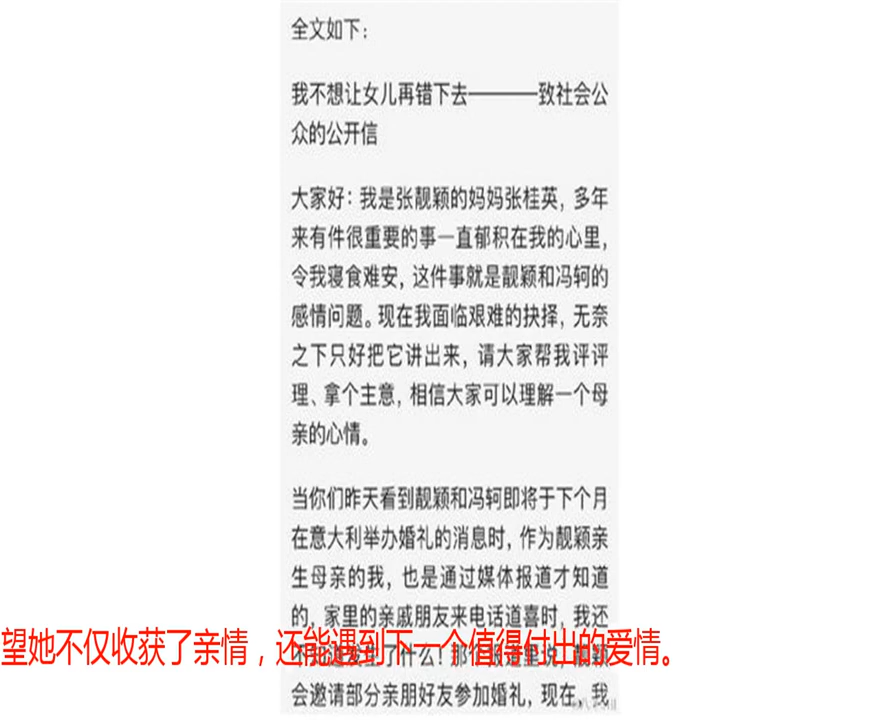 全文如下：
我不想让女儿再错下去————致社会公
众的公开信
大家好：我是张靓颖的妈妈张桂英，多年
来有件很重要的事一直郁积在我的心里，
令我寝食难安，这件事就是靓颖和冯轲的
感情问题。现在我面临艰难的抉择，无奈
之下只好把它讲出来，请大家帮我评评
理、拿个主意，相信大家可以理解一个母
亲的心情。
当你们昨天看到靓颖和冯轲即将于下个月
在意大利举办婚礼的消息时，作为靓颖亲
生母亲的我，也是通过媒体报道才知道
的，家里的亲戚朋友来电话道喜时，我还
望她不仅收获了亲情，还能遇到下一个值得付出的爱情。
会邀请部分亲朋好友参加婚礼，现在，我